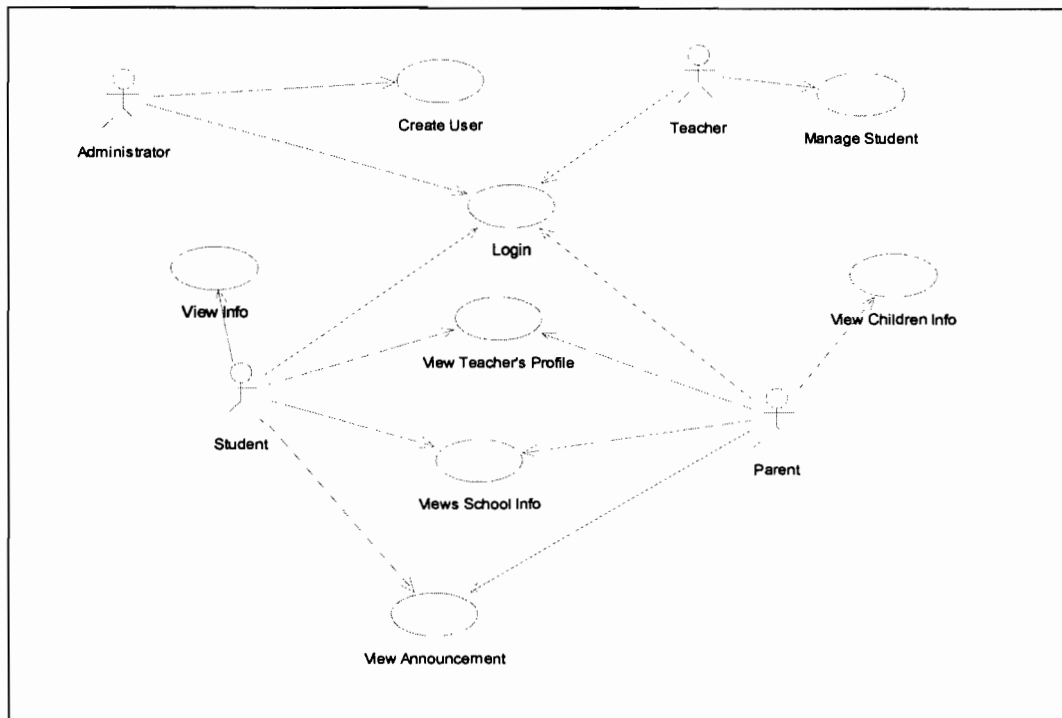 Create User
Teacher
Manage Student
Administrator
Login
View Info
View Children Info
View Teacher's Profile
Student
Parent
Views School Info
View Announcement